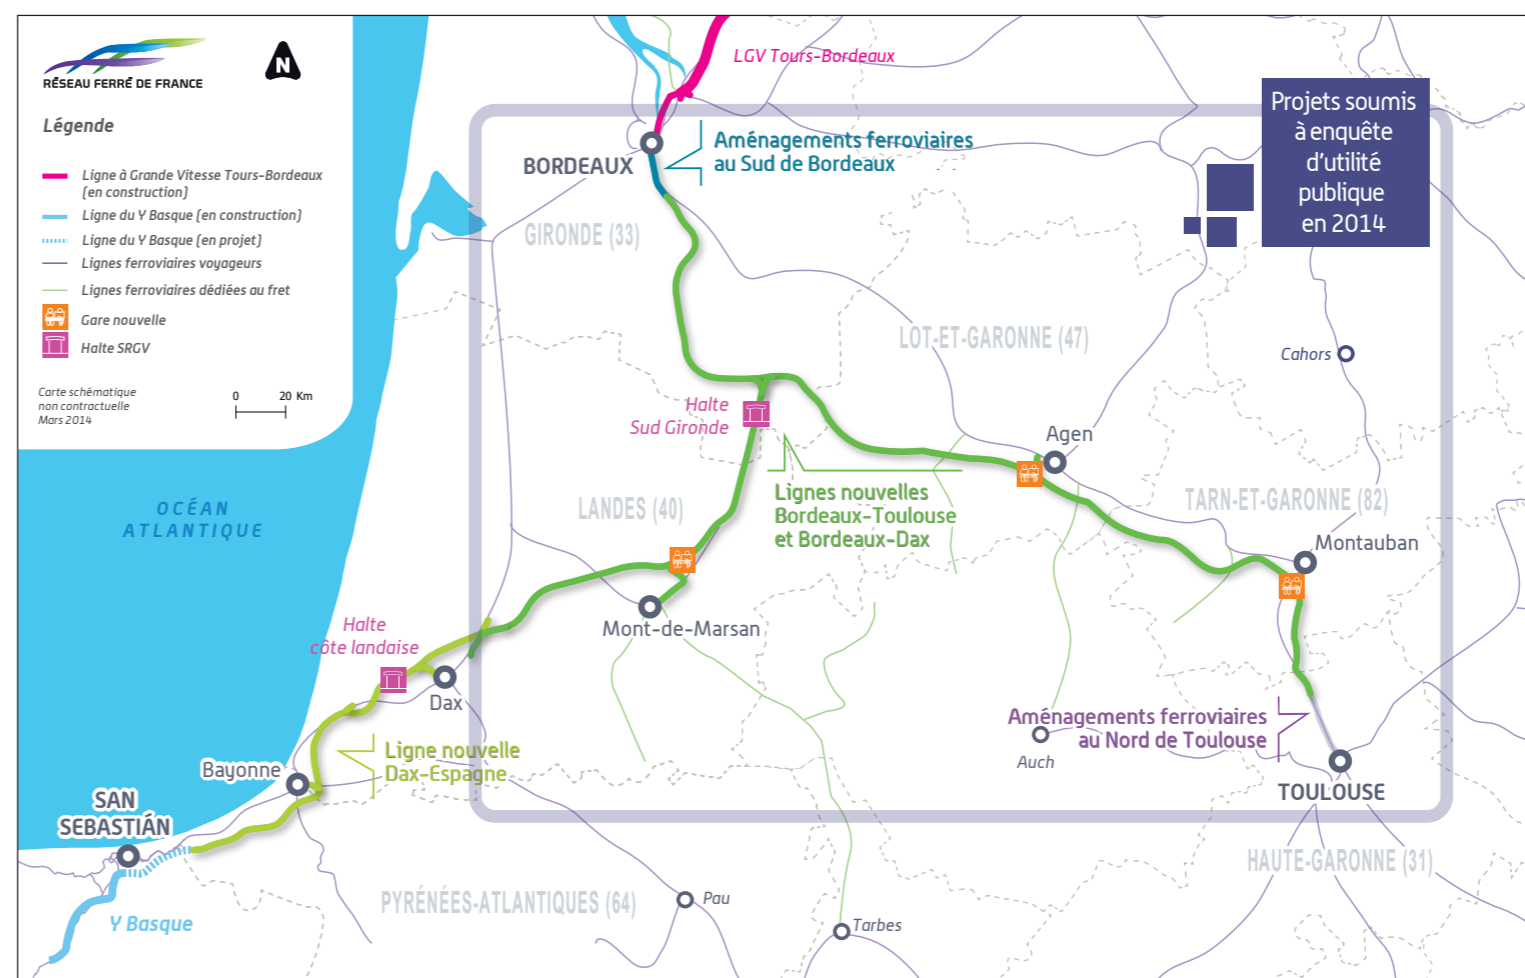 RÉSEAU FERRÉ DE FRANCE
N
Légende
Ligne à Grande Vitesse Tours-Bordeaux
(en construction)
Ligne du Y Basque (en construction)
Ligne du Y Basque (en projet)
Lignes ferroviaires voyageurs
Lignes ferroviaires dédiées au fret
Gare nouvelle
Halte SRGV
Carte schématique
non contractuelle
Mars 2014
0 20 Km
LGV Tours-Bordeaux
Projets soumis
à enquête
d'utilité
publique
en 2014
BORDEAUX
Aménagements ferroviaires
au Sud de Bordeaux
GIRONDE (33)
LOT-ET-GARONNE (47)
Cahors
Halte
Sud Gironde
Agen
LANDES (40)
Lignes nouvelles
Bordeaux-Toulouse
et Bordeaux-Dax
TARN-ET-GARONNE (82)
Montauban
OCÉAN
ATLANTIQUE
Mont-de-Marsan
Halte
côte landaise
Dax
Aménagements ferroviaires
au Nord de Toulouse
Auch
TOULOUSE
Ligne nouvelle
Dax-Espagne
Bayonne
SAN
SEBASTIÁN
HAUTE-GARONNE (31)
PYRÉNÉES-ATLANTIQUES (64)
Pau
Tarbes
Y Basque